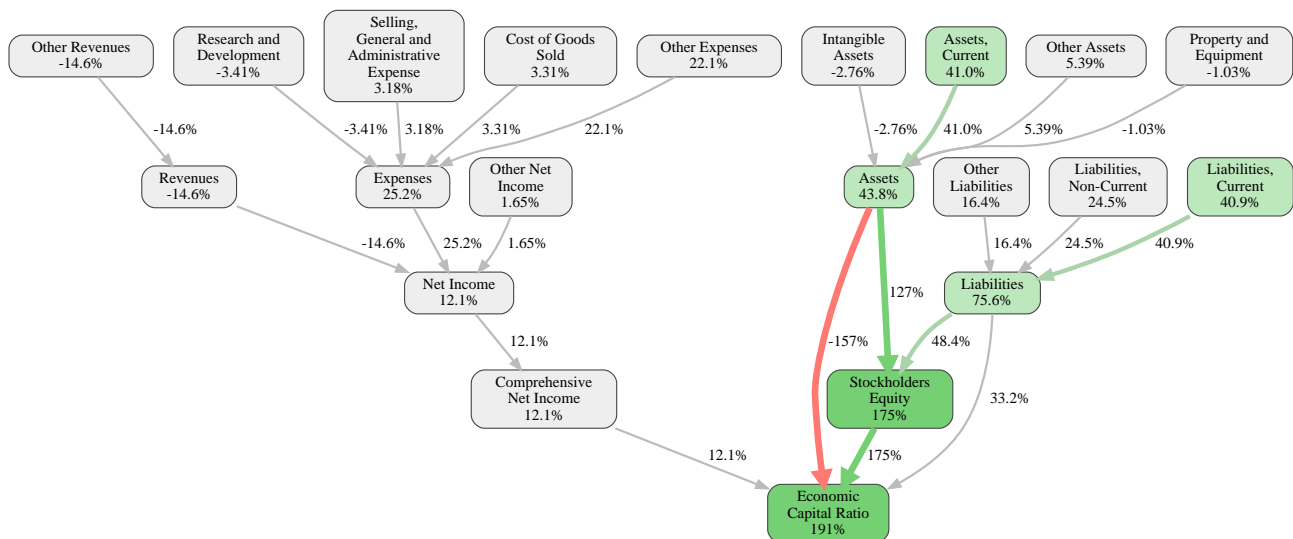 Other Revenues
-14.6%
Research and
Development
-3.41%
Selling,
General and
Administrative
Expense
3.18%
Cost of Goods
Sold
3.31%
Other Expenses
22.1%
Intangible
Assets
-2.76%
Assets,
Current
41.0%
Other Assets
5.39%
Property and
Equipment
-1.03%
-14.6%
-3.41%
3.18%
3.31%
22.1%
-2.76%
41.0%
5.39%
-1.03%
Revenues
-14.6%
Expenses
25.2%
Other Net
Income
1.65%
Assets
43.8%
Other
Liabilities
16.4%
Liabilities,
Non-Current
24.5%
Liabilities,
Current
40.9%
-14.6%
25.2%
1.65%
16.4%
24.5%
40.9%
Net Income
12.1%
Liabilities
75.6%
127%
12.1%
-157%
48.4%
Comprehensive
Net Income
12.1%
Stockholders
Equity
175%
33.2%
12.1%
175%
Economic
Capital Ratio
191%